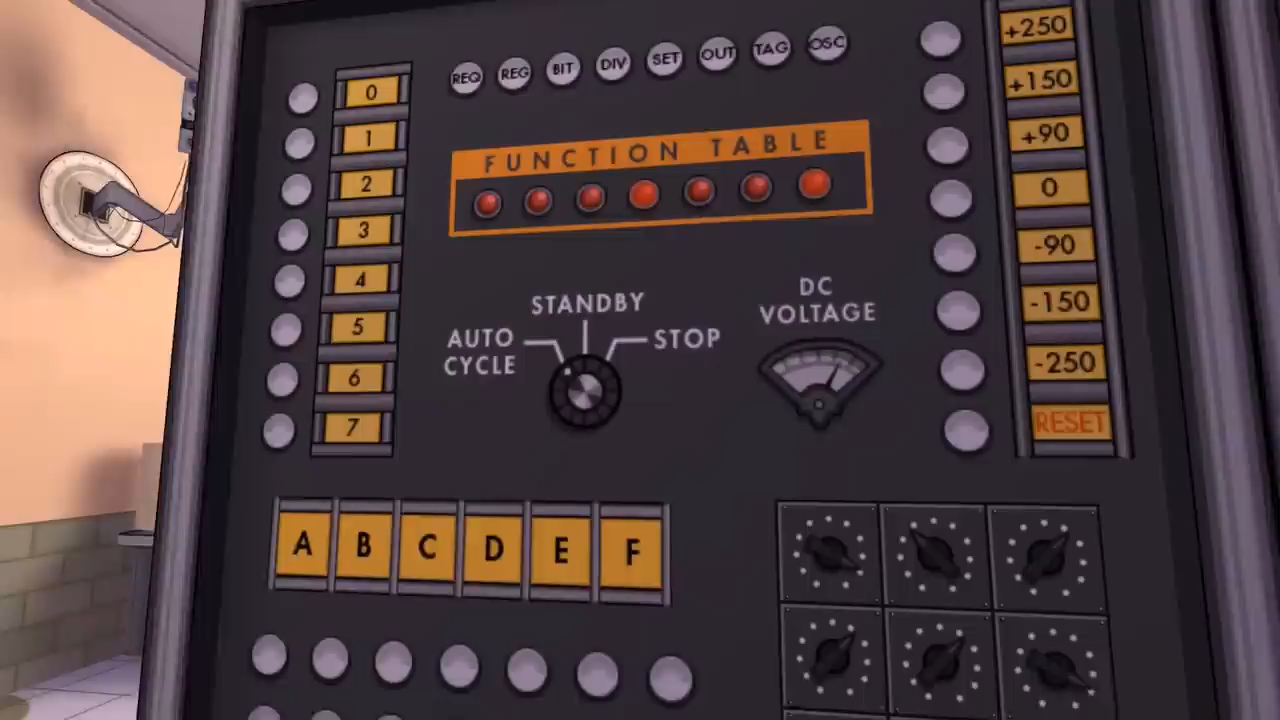 REQ REG BIT DIV SET OUT TAG OSC
FUNCTION TABLE
0
1
2
3
4
5
6
7
+250
+150
+90
0
-90
-150
-250
RESET
STANDBY
AUTO
CYCLE
STOP
DC
VOLTAGE
A B C D E F